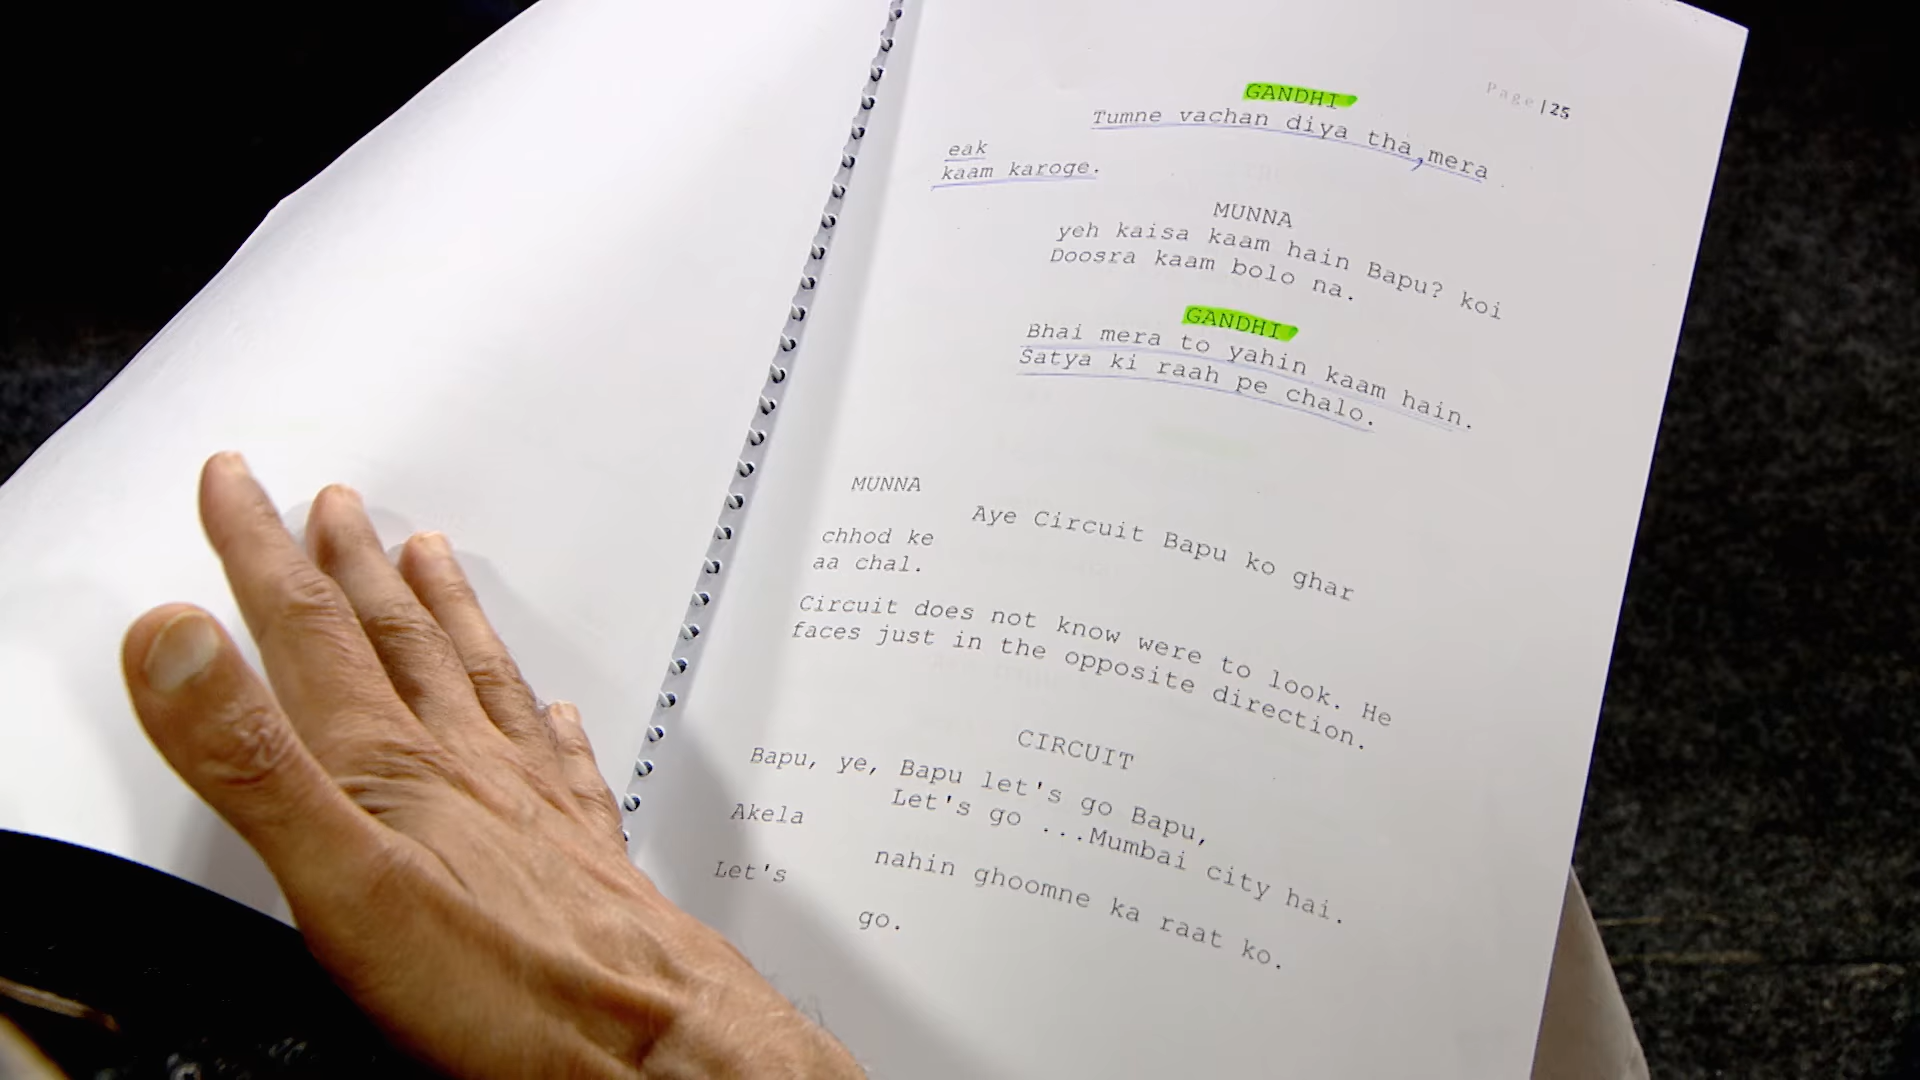 Page | 25
GANDHI
Tumne vachan diya tha, mera
eak
kaam karoge.
MUNNA
yeh kaisa kaam hain Bapu? koi
Doosra kaam bolo na.
GANDHI
Bhai mera to yahin kaam hain.
Satya ki raah pe chalo.
MUNNA
Aye Circuit Bapu ko ghar
chhod ke
aa chal.
Circuit does not know were to look. He
faces just in the opposite direction.
CIRCUIT
Bapu, ye, Bapu let's go Bapu,
Let's go ...Mumbai city hai.
Akela
nahin ghoomne ka raat ko.
Let's
go.